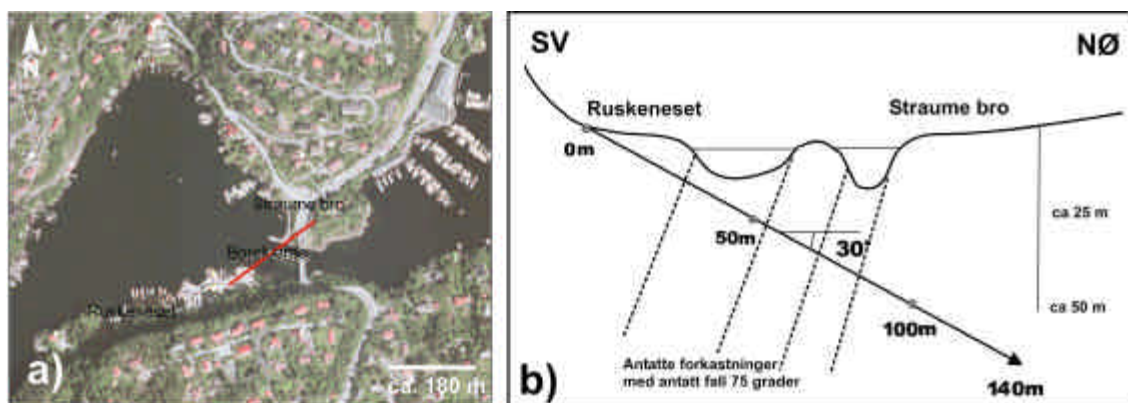 N
Straume bro
Ruskeneset
a)
ca. 180 m
SV
NØ
Ruskeneset
Straume bro
0m
ca 25 m
50m
30°
ca 50 m
100m
Antatte forkastninger
med antatt fall 75 grader
b)
140m